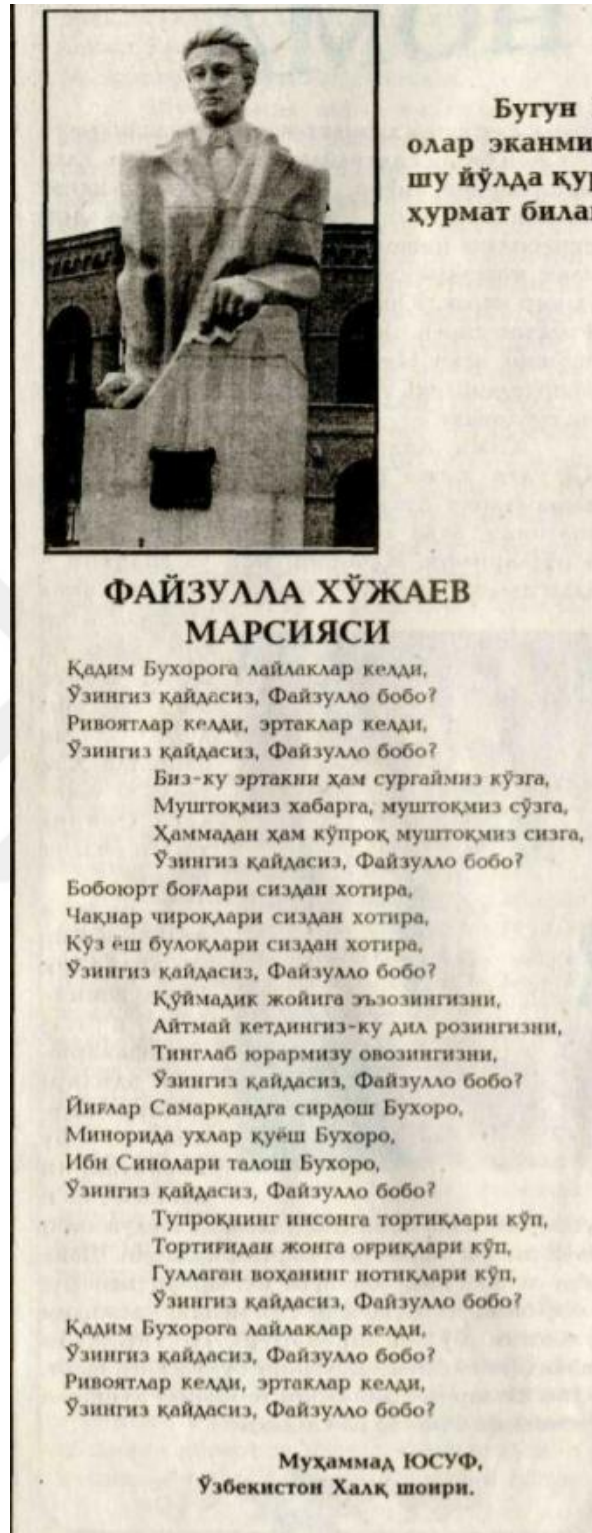 Бугун
олар эканми
шу йўлда қур
ҳурмат билан
ФАЙЗУЛЛА ХЎЖАЕВ
МАРСИЯСИ
Қадим Бухорога лайлаклар келди,
Ўзингиз қайдасиз, Файзулло бобо?
Ривоятлар келди, эртаклар келди,
Ўзингиз қайдасиз, Файзулло бобо?
Биз-ку эртакни ҳам сургаймиз кўзга,
Муштоқмиз хабарга, муштоқмиз сўзга,
Ҳаммадан ҳам кўпроқ муштоқмиз сизга,
Ўзингиз қайдасиз, Файзулло бобо?
Бобоюрт боғлари сиздан хотира,
Чақнар чироқлари сиздан хотира,
Кўз ёш булоқлари сиздан хотира,
Ўзингиз қайдасиз, Файзулло бобо?
Қўймадик жойига эъзозингизни,
Айтмай кетдингиз-ку дил розингизни,
Тинглаб юрармизу овозингизни,
Ўзингиз қайдасиз, Файзулло бобо?
Йиғлар Самарқандга сирдош Бухоро,
Минорида ухлар қуёш Бухоро,
Ибн Синолари талош Бухоро,
Ўзингиз қайдасиз, Файзулло бобо?
Тупроқнинг инсонга тортиқлари кўп,
Тортиғидан жонга оғриқлари кўп,
Гуллаган воҳанинг нотиқлари кўп,
Ўзингиз қайдасиз, Файзулло бобо?
Қадим Бухорога лайлаклар келди,
Ўзингиз қайдасиз, Файзулло бобо?
Ривоятлар келди, эртаклар келди,
Ўзингиз қайдасиз, Файзулло бобо?
Муҳаммад ЮСУФ,
Ўзбекистон Халқ шоири.